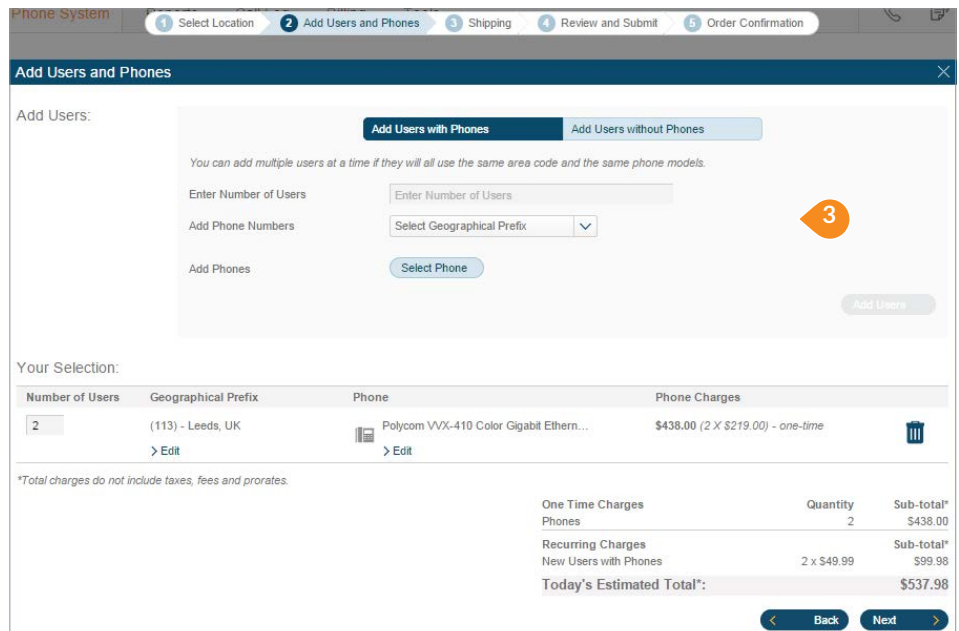 Phone System Reports Call Log Billing Tools
1 Select Location 2 Add Users and Phones 3 Shipping 4 Review and Submit 5 Order Confirmation
Add Users and Phones
Add Users:
Add Users with Phones Add Users without Phones
You can add multiple users at a time if they will all use the same area code and the same phone models.
Enter Number of Users Enter Number of Users
Add Phone Numbers Select Geographical Prefix
3
Add Phones Select Phone
Add Users
Your Selection:
Number of Users Geographical Prefix Phone Phone Charges
2 (113) - Leeds, UK Polycom VVX-410 Color Gigabit Ethern... $438.00 (2 X $219.00) - one-time
> Edit > Edit
*Total charges do not include taxes, fees and prorates.
One Time Charges Quantity Sub-total*
Phones 2 $438.00
Recurring Charges Sub-total*
New Users with Phones 2 x $49.99 $99.98
Today's Estimated Total*: $537.98
< Back Next >